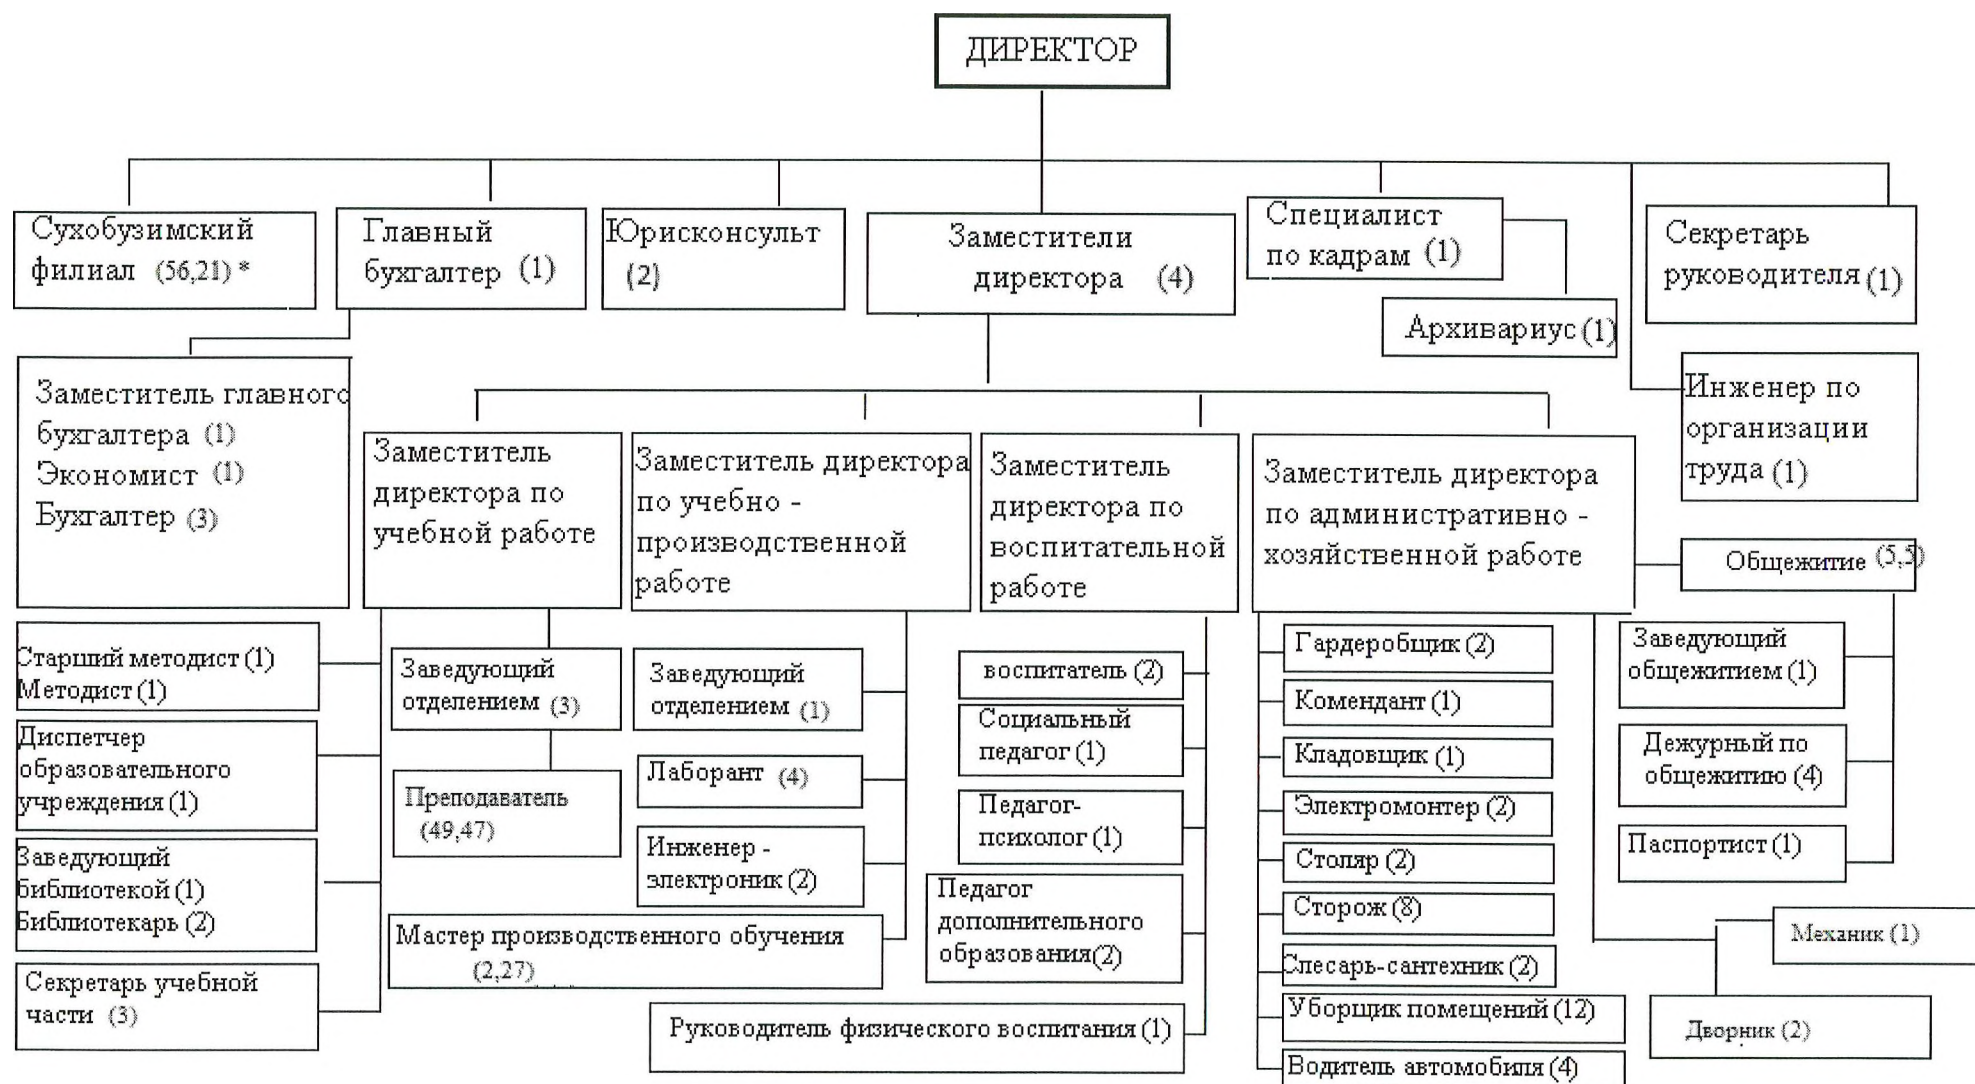 ДИРЕКТОР
Сухобузимский
филиал (56,21) *
Главный
бухгалтер (1)
Юрисконсульт
(2)
Заместители
директора (4)
Специалист
по кадрам (1)
Секретарь
руководителя (1)
Архивариус (1)
Заместитель главного
бухгалтера (1)
Экономист (1)
Бухгалтер (3)
Инженер по
организации
труда (1)
Заместитель
директора по
учебной работе
Заместитель директора
по учебно -
производственной
работе
Заместитель
директора по
воспитательной
работе
Заместитель директора
по административно -
хозяйственной работе
Общежитие (5,5)
Старший методист (1)
Методист (1)
Диспетчер
образовательного
учреждения (1)
Заведующий
библиотекой (1)
Библиотекарь (2)
Секретарь учебной
части (3)
Заведующий
отделением (3)
Преподаватель
(49,47)
Заведующий
отделением (1)
Лаборант (4)
Инженер -
электроник (2)
Мастер производственного обучения
(2,27)
воспитатель (2)
Социальный
педагог (1)
Педагог-
психолог (1)
Педагог
дополнительного
образования(2)
Руководитель физического воспитания (1)
Гардеробщик (2)
Комендант (1)
Кладовщик (1)
Электромонтер (2)
Столяр (2)
Сторож (8)
Слесарь-сантехник (2)
Уборщик помещений (12)
Водитель автомобиля (4)
Заведующий
общежитием (1)
Дежурный по
общежитию (4)
Паспортист (1)
Механик (1)
Дворник (2)